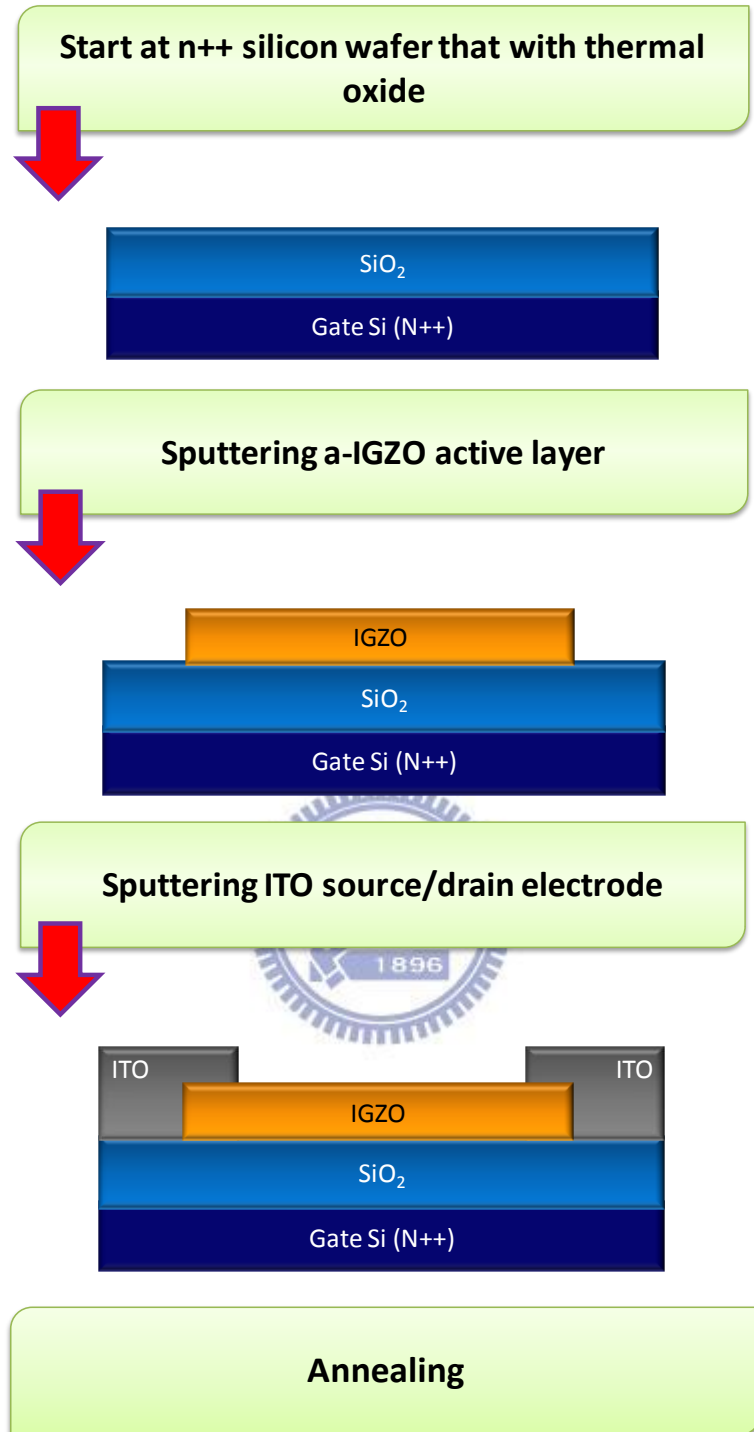 Start at n++ silicon wafer that with thermal
oxide
SiO₂
Gate Si (N++)
Sputtering a-IGZO active layer
IGZO
SiO₂
Gate Si (N++)
Sputtering ITO source/drain electrode
1896
ITO
ITO
IGZO
SiO₂
Gate Si (N++)
Annealing